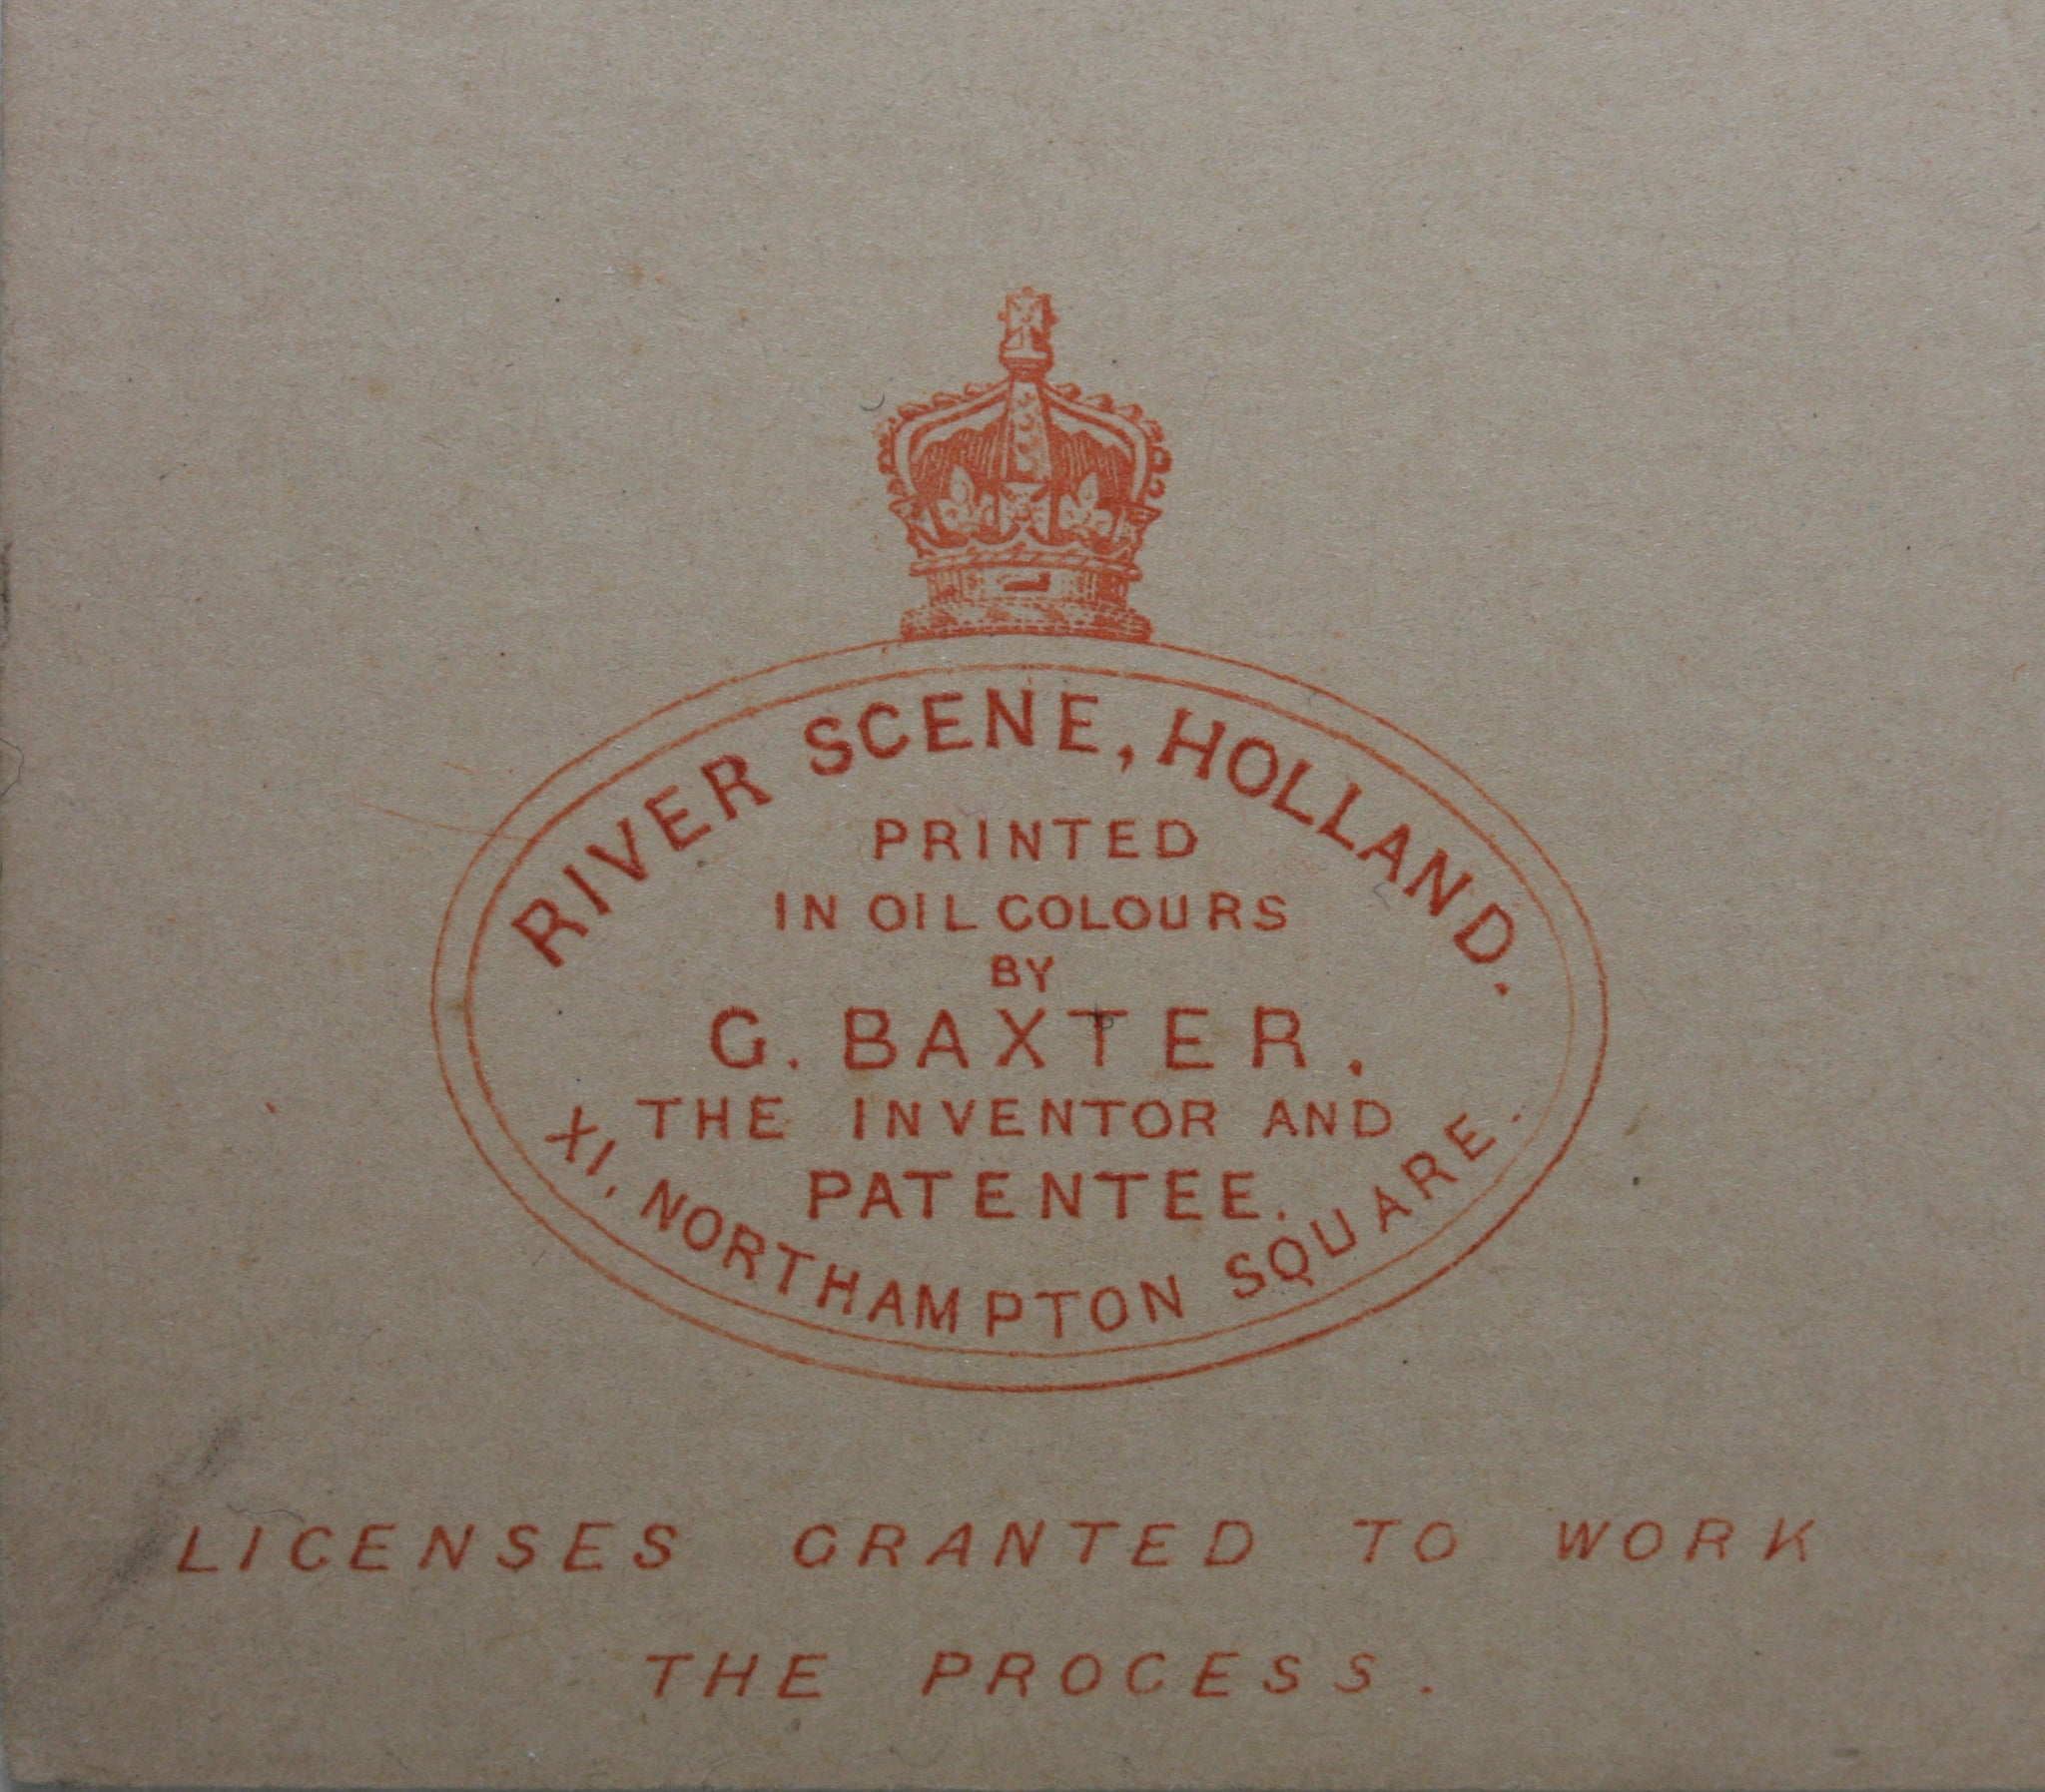 RIVER SCENE, HOLLAND.
PRINTED
IN OIL COLOURS
BY
G. BAXTER.
THE INVENTOR AND
PATENTEE.
XI, NORTHAMPTON SQUARE.
LICENSES GRANTED TO WORK
THE PROCESS.